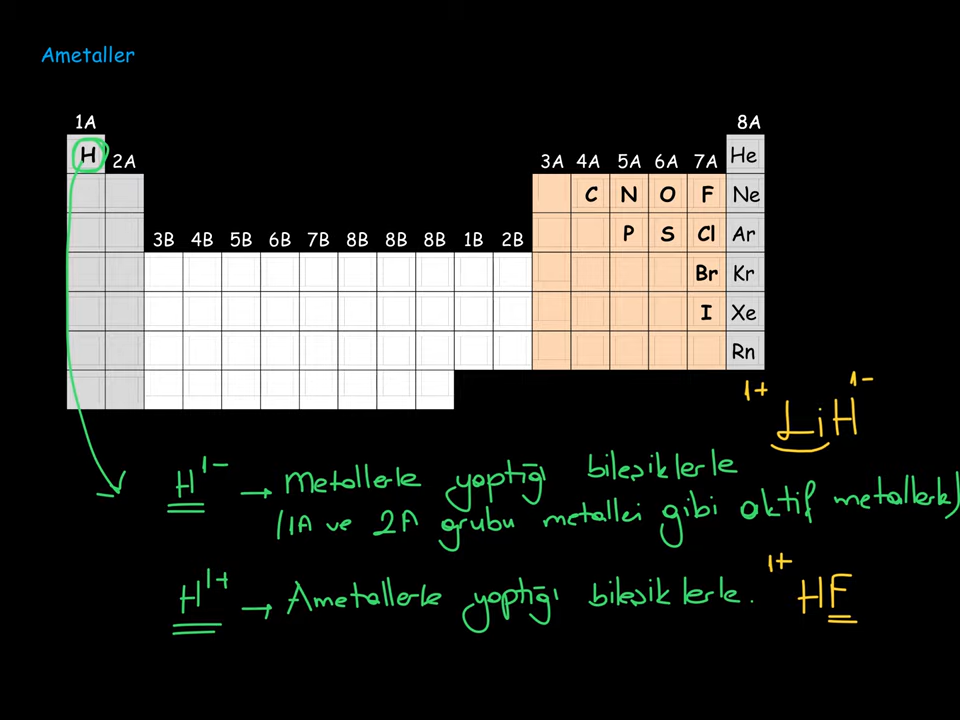 Ametaller
1A 8A
H 2A 3A 4A 5A 6A 7A He
C N O F Ne
3B 4B 5B 6B 7B 8B 8B 8B 1B 2B P S Cl Ar
Br Kr
I Xe
Rn
1+ LiH 1-
H 1- → Metallerle yaptığı bileşiklerle
(1A ve 2A grubu metalleri gibi aktif metallerle)
H 1+ → Ametallerle yaptığı bileşiklerle. 1+ HF